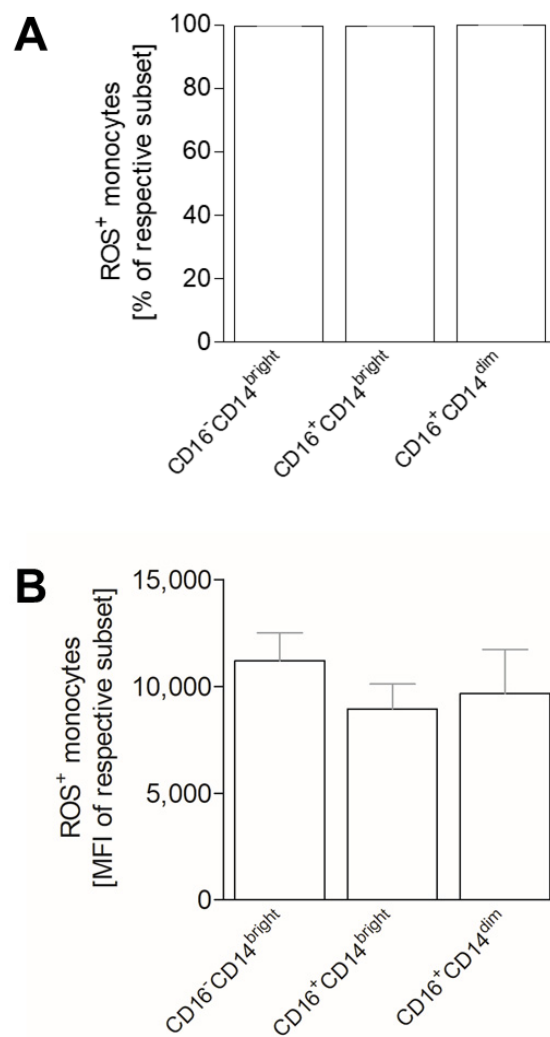 A
ROS⁺ monocytes
[% of respective subset]
100
80
60
40
20
0
CD16⁻CD14ᵇʳⁱᵍʰᵗ
CD16⁺CD14ᵇʳⁱᵍʰᵗ
CD16⁺CD14ᵈⁱᵐ
B
ROS⁺ monocytes
[MFI of respective subset]
15,000
10,000
5,000
0
CD16⁻CD14ᵇʳⁱᵍʰᵗ
CD16⁺CD14ᵇʳⁱᵍʰᵗ
CD16⁺CD14ᵈⁱᵐ